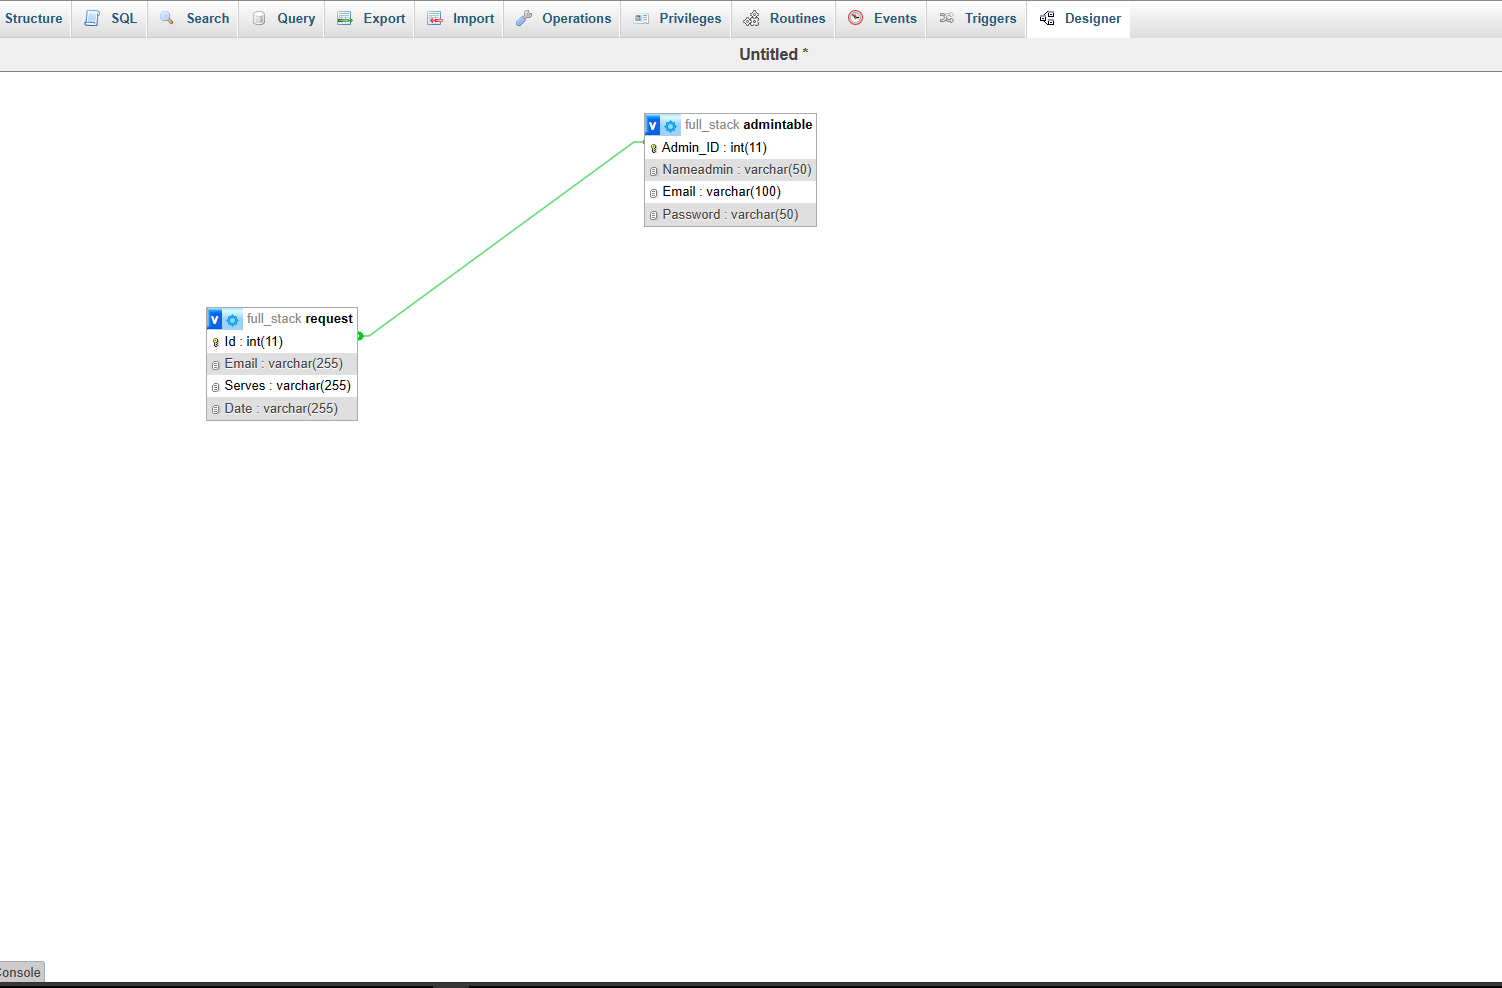 Structure SQL Search Query Export Import Operations Privileges Routines Events Triggers Designer
Untitled *
v full_stack admintable
Admin_ID : int(11)
Nameadmin : varchar(50)
Email : varchar(100)
Password : varchar(50)
v full_stack request
Id : int(11)
Email : varchar(255)
Serves : varchar(255)
Date : varchar(255)
Console